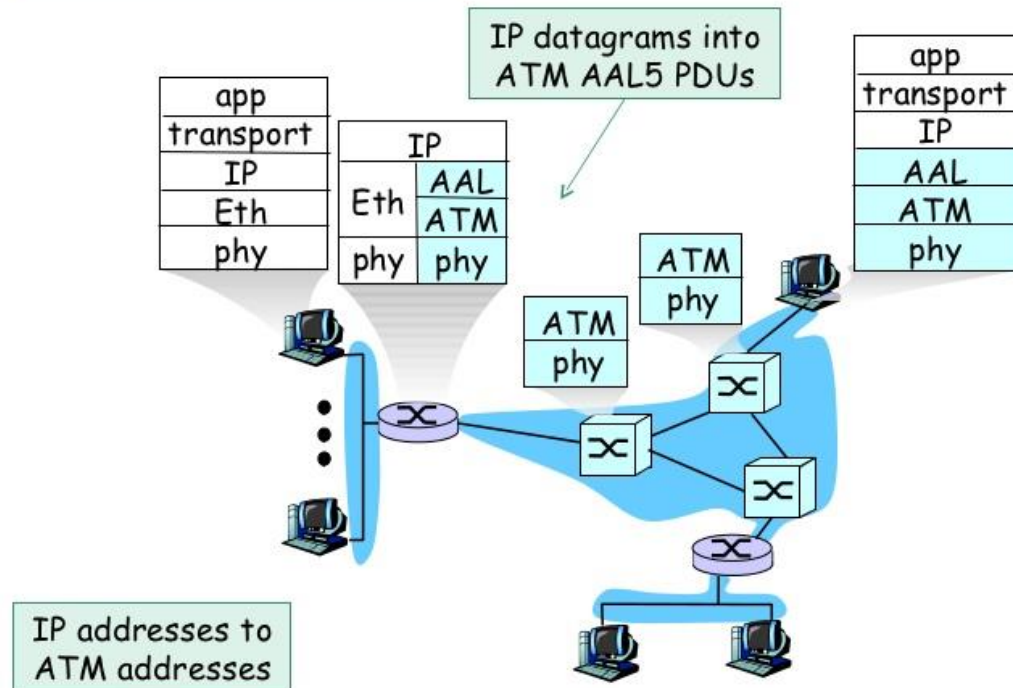 IP datagrams into
ATM AAL5 PDUs
app
transport
IP
Eth
phy
IP
Eth
AAL
ATM
phy
phy
app
transport
IP
AAL
ATM
phy
ATM
phy
ATM
phy
IP addresses to
ATM addresses